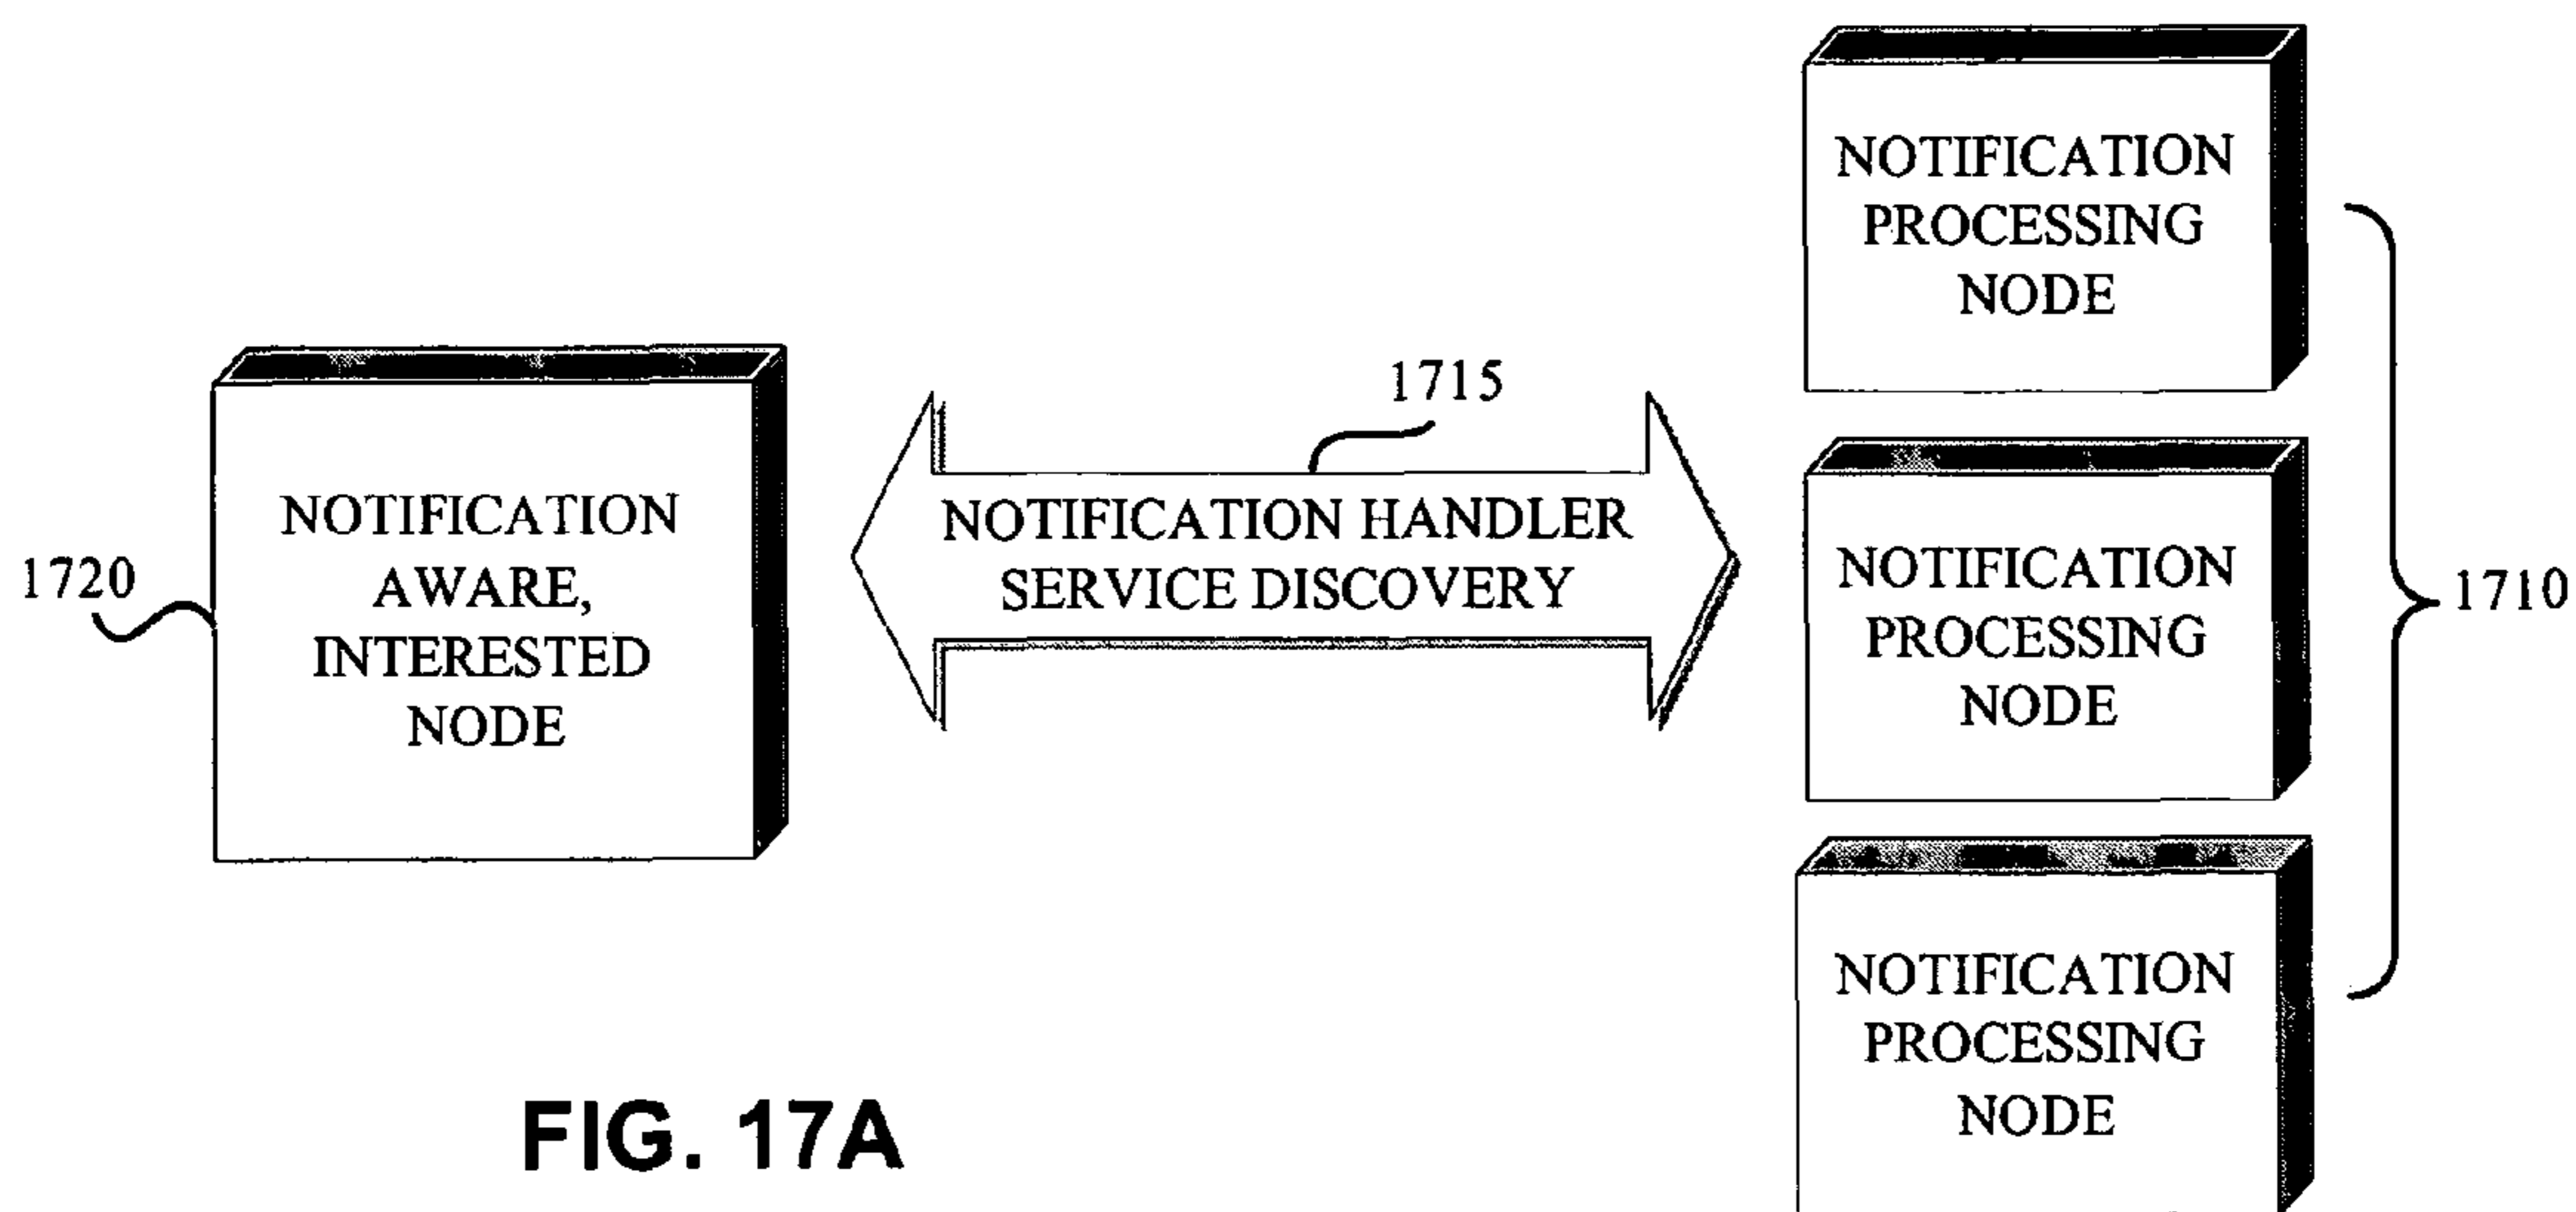 NOTIFICATION
PROCESSING
NODE
1715
NOTIFICATION
AWARE,
INTERESTED
NODE
1720
NOTIFICATION HANDLER
SERVICE DISCOVERY
NOTIFICATION
PROCESSING
NODE
1710
NOTIFICATION
PROCESSING
NODE
FIG. 17A